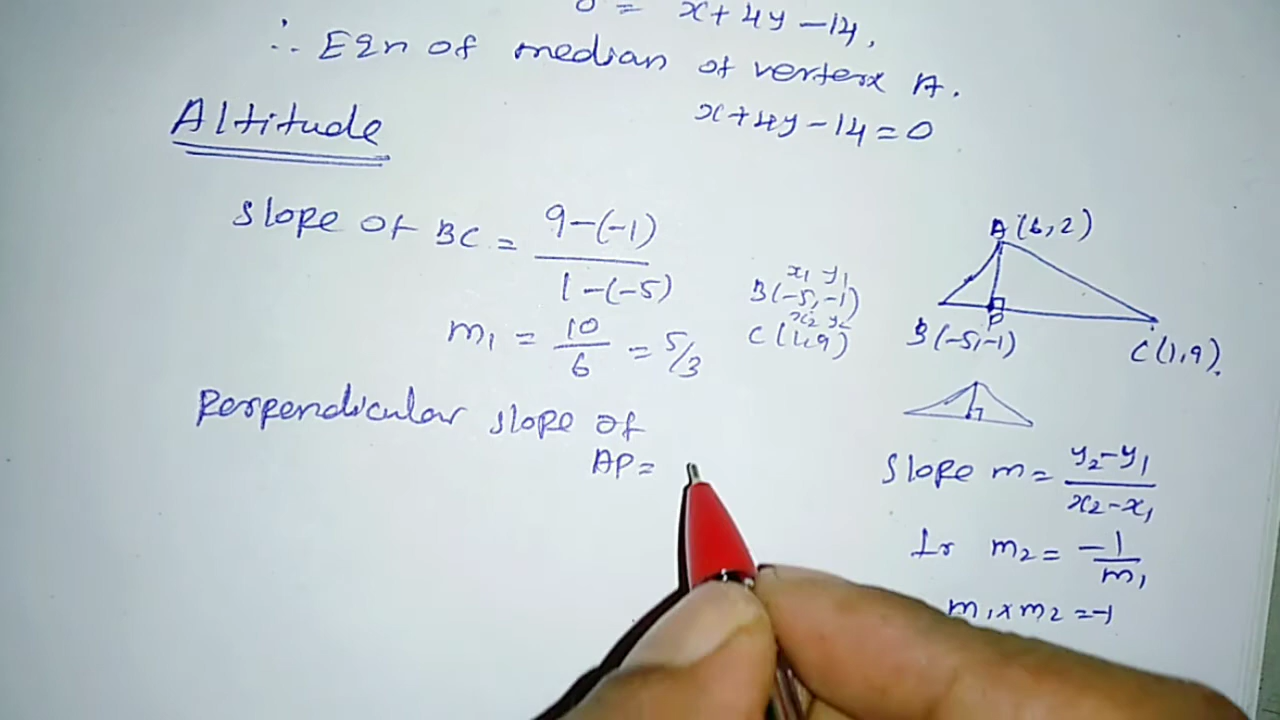 0 = x+4y-14,
∴ Eqn of median of vertex A.
x+4y-14=0
Altitude
Slope of BC = 9-(-1) / 1-(-5)
m₁ = 10/6 = 5/3
x₁ y₁
B(-5,-1)
x₂ y₂
C(1,9)
Perpendicular slope of
AP =
A(6,2)
P
B(-5,-1)
C(1,9).
Slope m = y₂-y₁ / x₂-x₁
⊥r m₂ = -1/m₁
m₁ x m₂ = -1